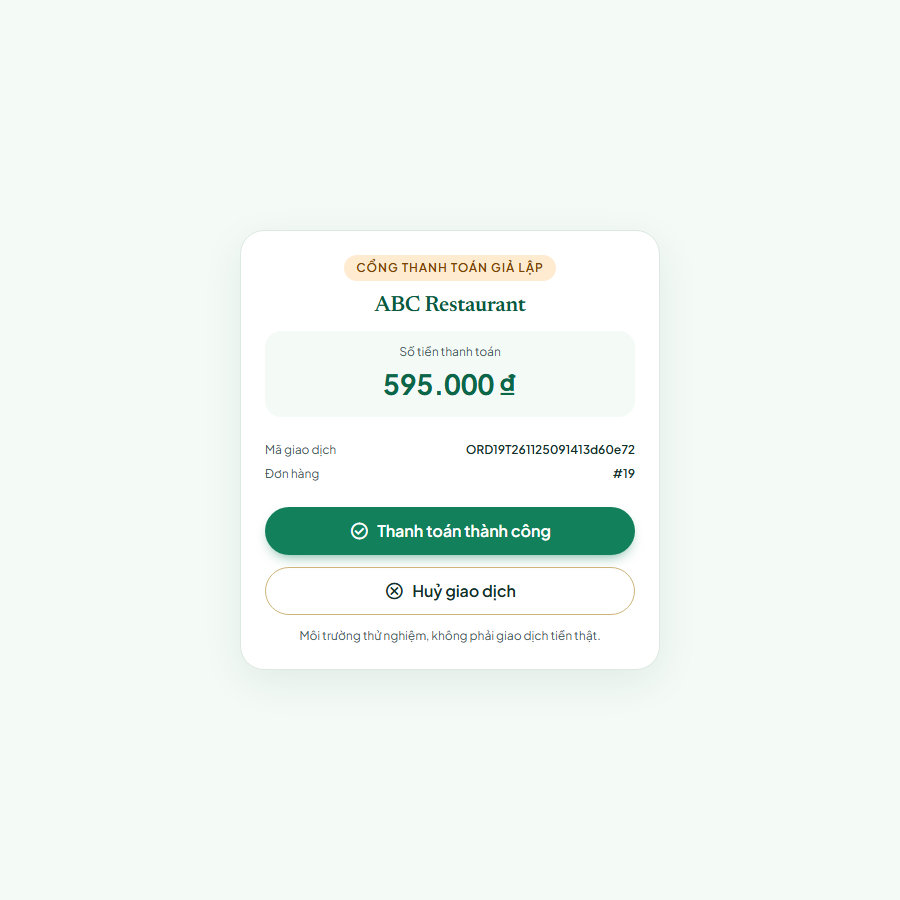 CỔNG THANH TOÁN GIẢ LẬP
ABC Restaurant
Số tiền thanh toán
595.000 ₫
Mã giao dịch ORD19T261125091413d60e72
Đơn hàng #19
Thanh toán thành công
Huỷ giao dịch
Môi trường thử nghiệm, không phải giao dịch tiền thật.